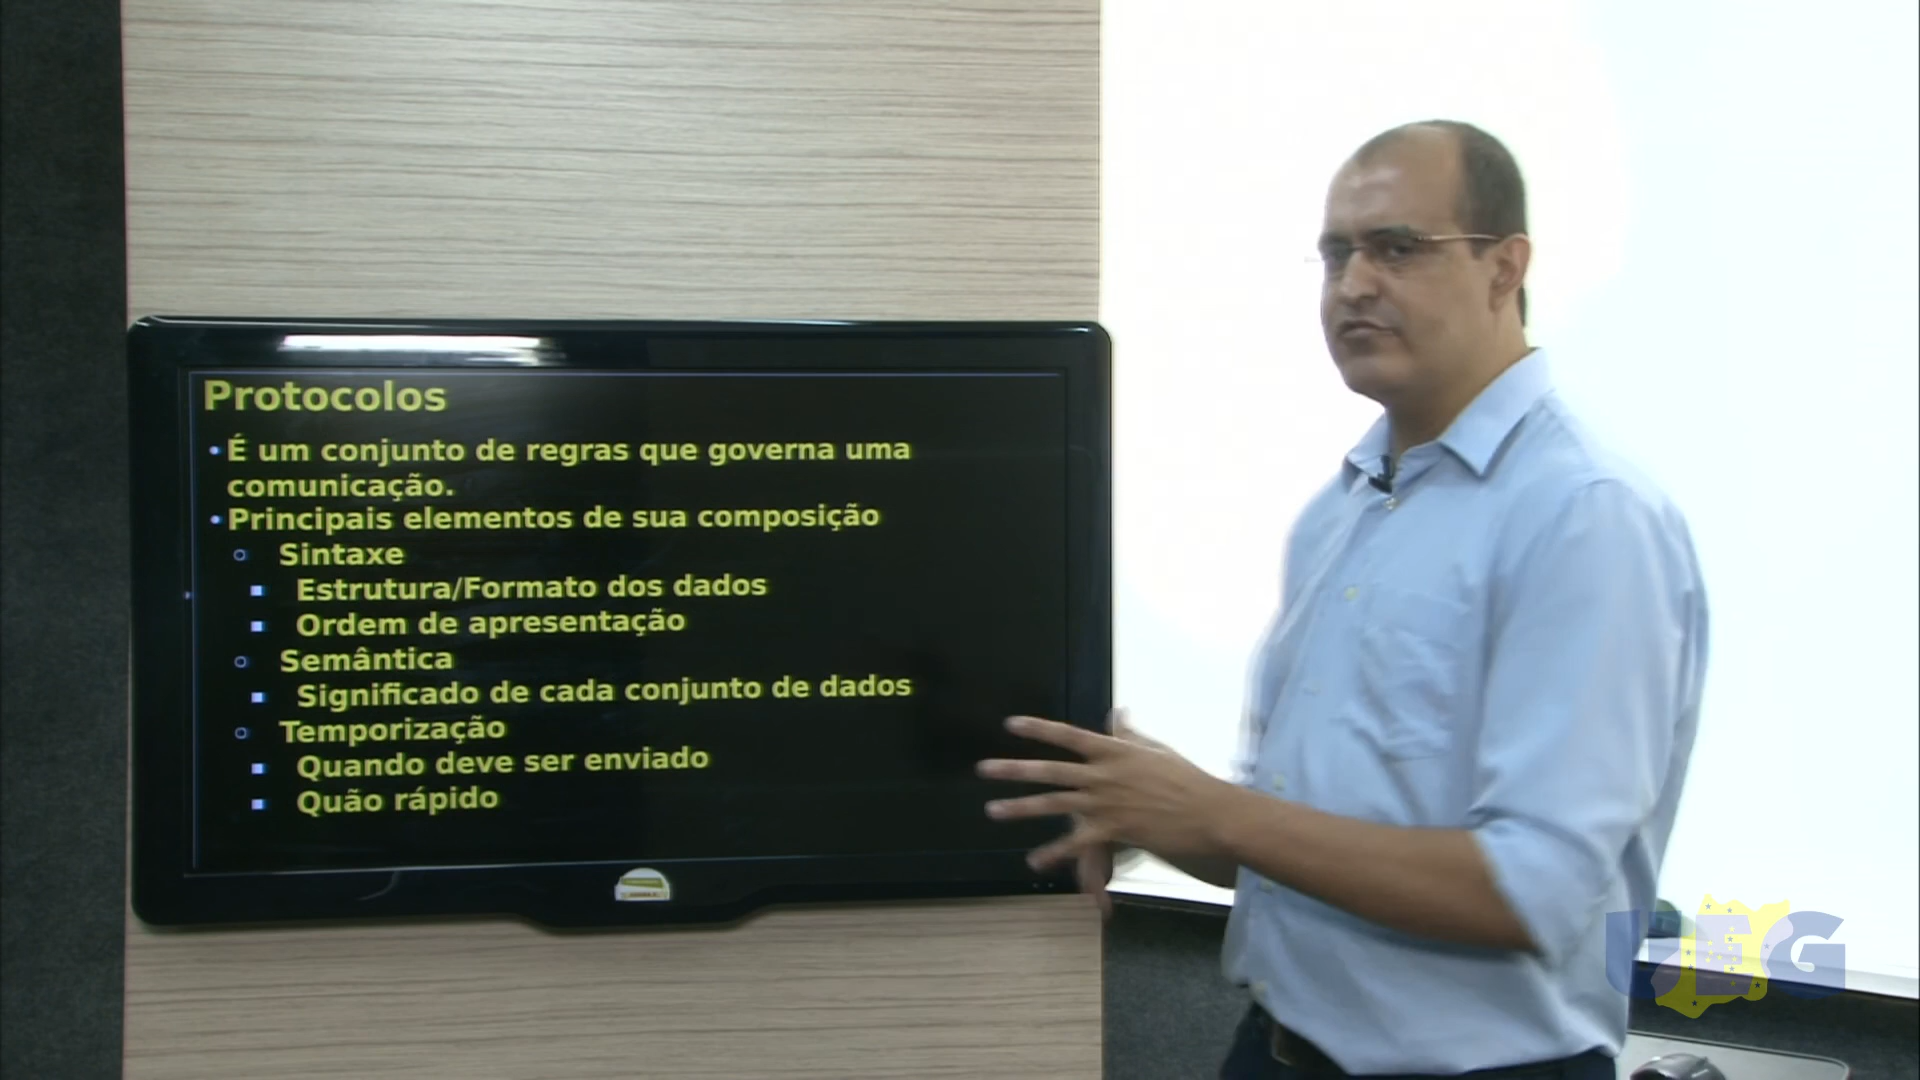 Protocolos
É um conjunto de regras que governa uma
comunicação.
Principais elementos de sua composição
Sintaxe
Estrutura/Formato dos dados
Ordem de apresentação
Semântica
Significado de cada conjunto de dados
Temporização
Quando deve ser enviado
Quão rápido
UEG